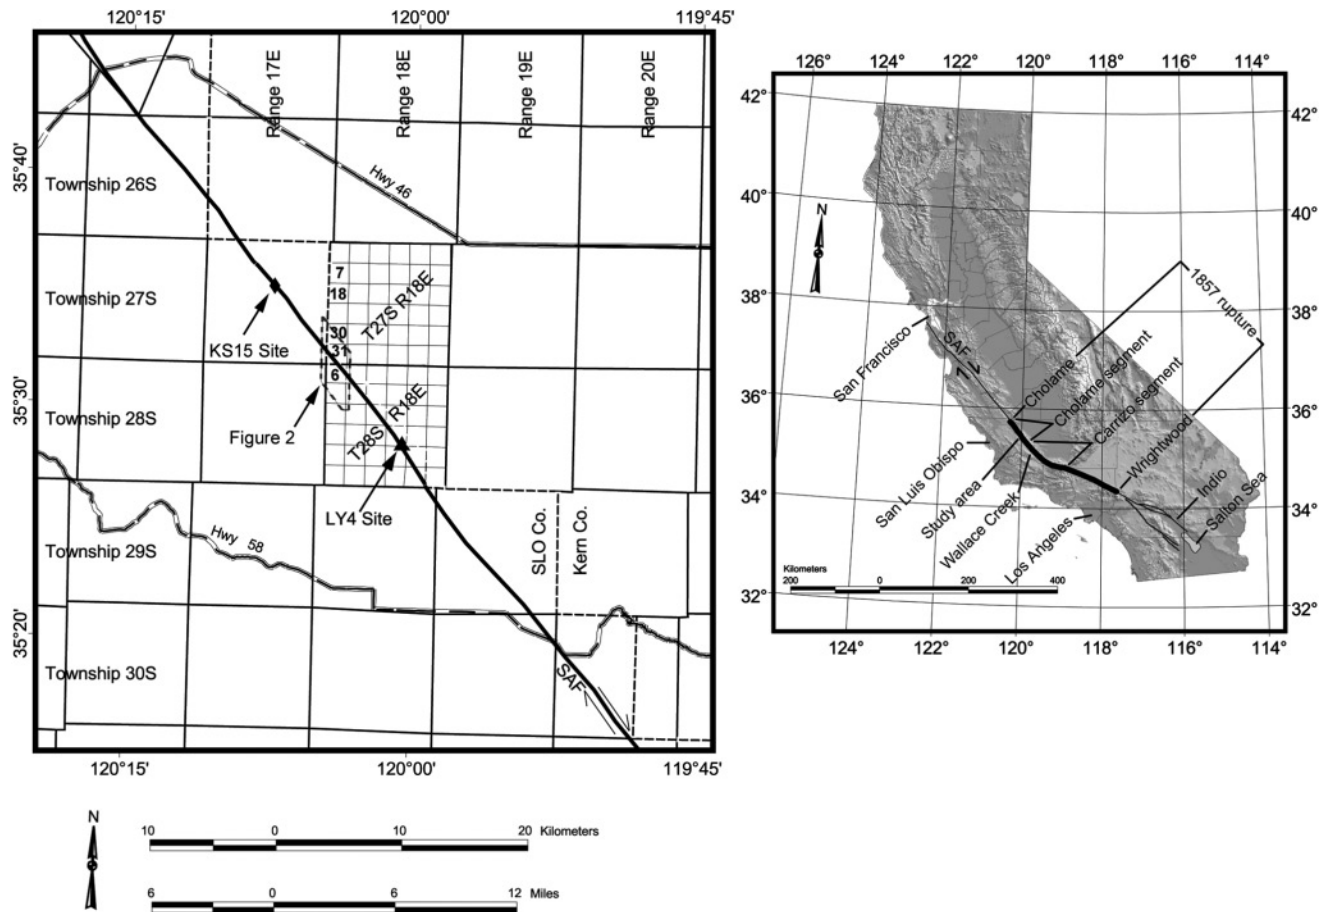 120°15'
120°00'
119°45'
Range 17E
Range 18E
Range 19E
Range 20E
35°40'
35°30'
35°20'
Township 26S
Hwy 46
Township 27S
7
18
30
31
6
T27S R18E
KS15 Site
Township 28S
Figure 2
T28S R18E
LY4 Site
Township 29S
Hwy 58
SLO Co.
Kern Co.
Township 30S
SAF
120°15'
120°00'
119°45'
N
10 0 10 20 Kilometers
6 0 6 12 Miles
126° 124° 122° 120° 118° 116° 114°
42° 42°
40° 40°
38° 38°
36° 36°
34° 34°
32° 32°
N
1857 rupture
San Francisco
SAF
Cholame
Cholame segment
Carrizo segment
Wrightwood
San Luis Obispo
Study area
Wallace Creek
Los Angeles
Indio
Salton Sea
Kilometers
200 0 200 400
124° 122° 120° 118° 116° 114°